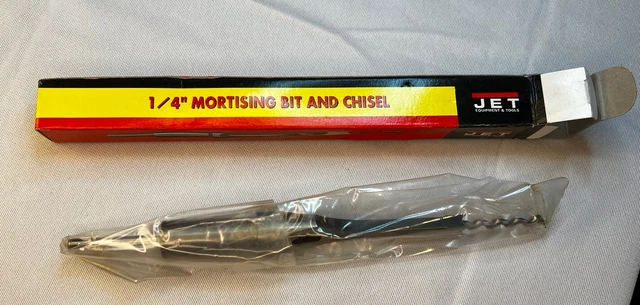 1/4" MORTISING BIT AND CHISEL
JET
EQUIPMENT & TOOLS
JET